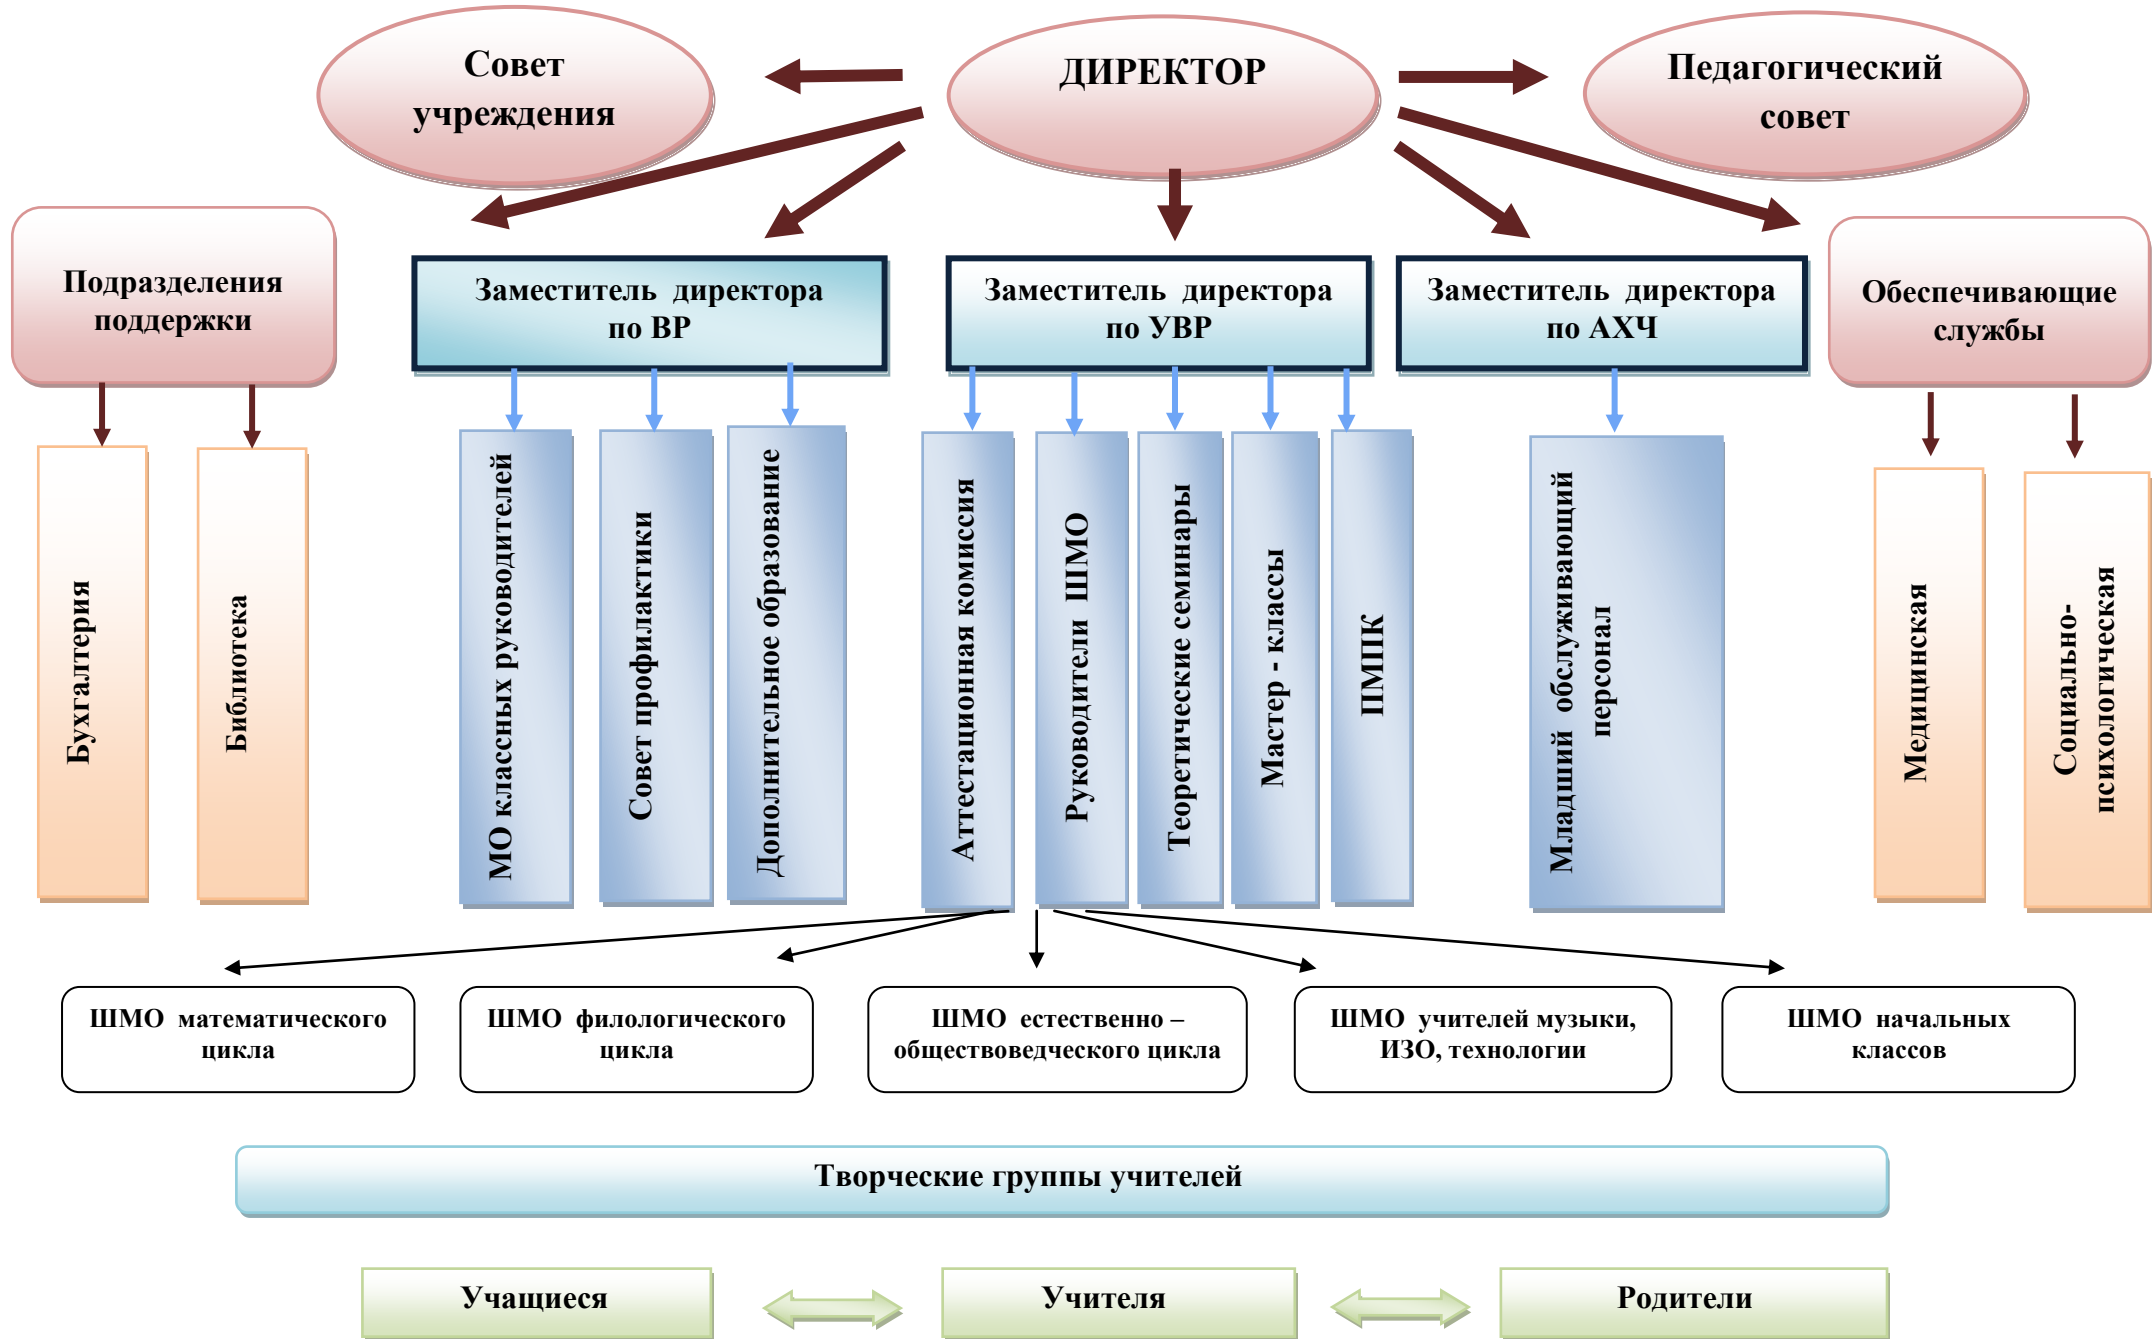 Совет
учреждения
ДИРЕКТОР
Педагогический
совет
Подразделения
поддержки
Заместитель директора
по ВР
Заместитель директора
по УВР
Заместитель директора
по АХЧ
Обеспечивающие
службы
Бухгалтерия
Библиотека
МО классных руководителей
Совет профилактики
Дополнительное образование
Аттестационная комиссия
Руководители ШМО
Теоретические семинары
Мастер - классы
ПМПК
Младший обслуживающий
персонал
Медицинская
Социально-
психологическая
ШМО математического
цикла
ШМО филологического
цикла
ШМО естественно –
обществоведческого цикла
ШМО учителей музыки,
ИЗО, технологии
ШМО начальных
классов
Творческие группы учителей
Учащиеся
Учителя
Родители